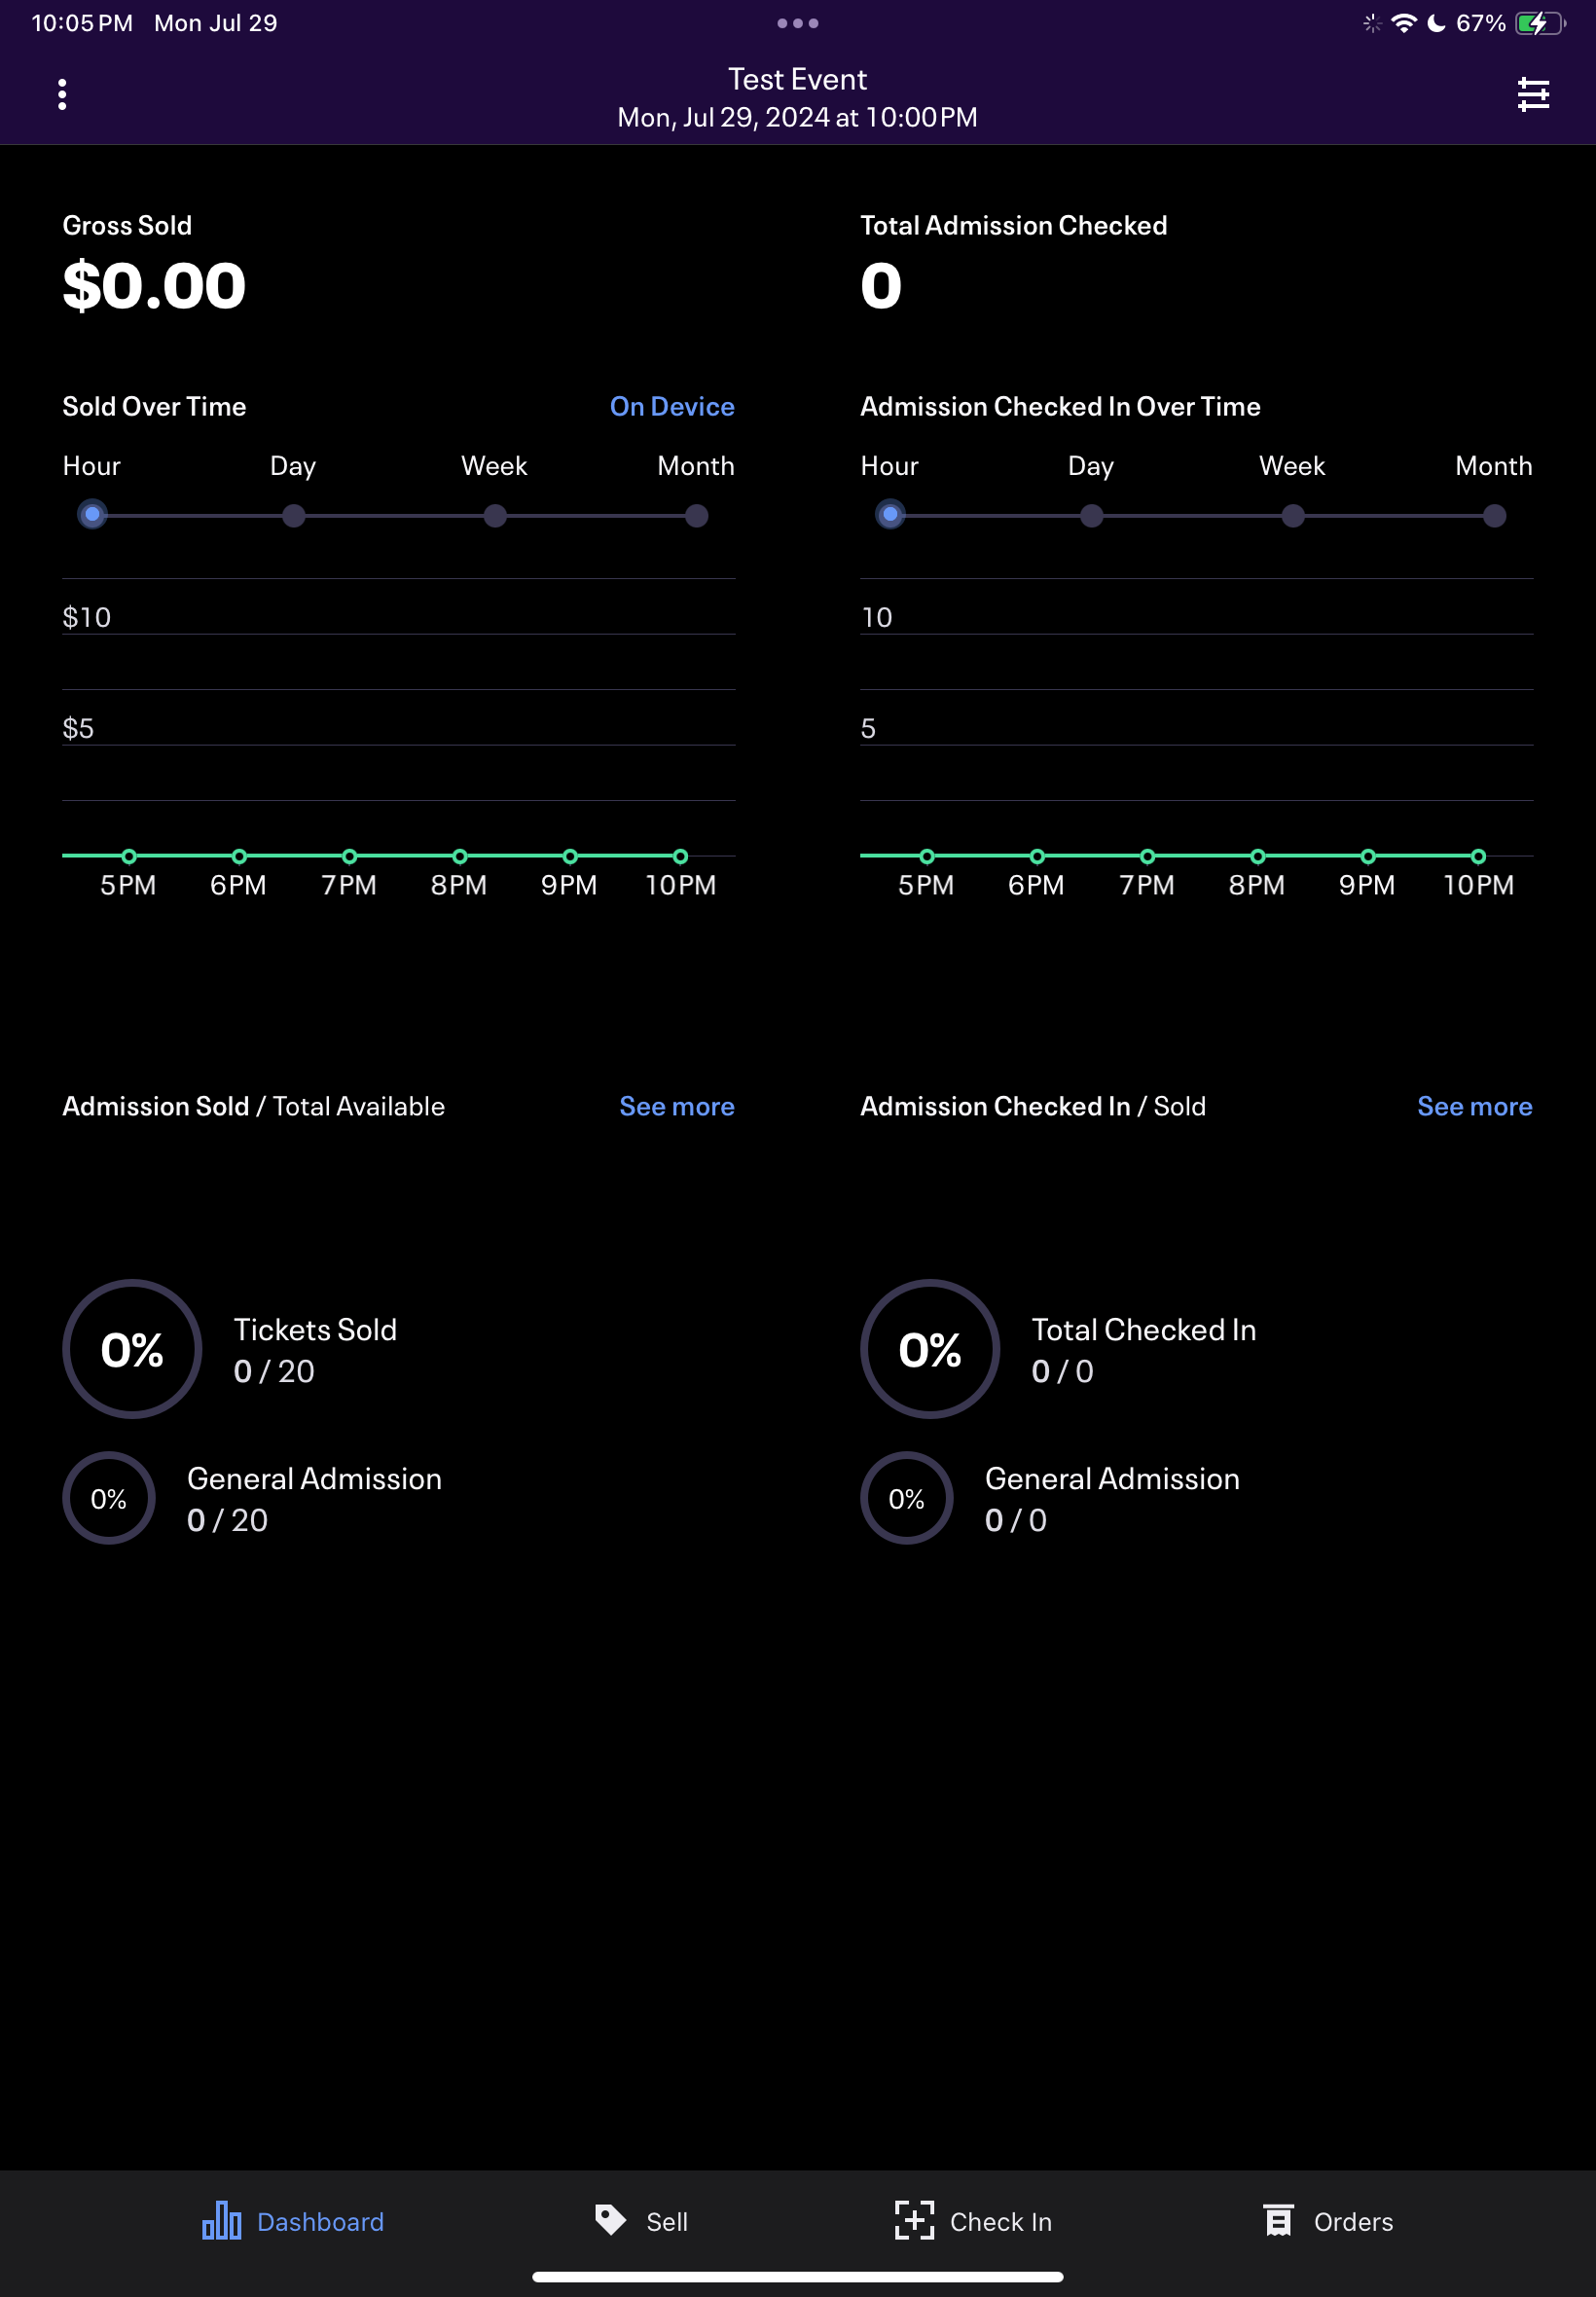 10:05 PM Mon Jul 29
67%
Test Event
Mon, Jul 29, 2024 at 10:00 PM
Gross Sold
$0.00
Total Admission Checked
0
Sold Over Time On Device
Hour Day Week Month
$10
$5
5PM 6PM 7PM 8PM 9PM 10PM
Admission Checked In Over Time
Hour Day Week Month
10
5
5PM 6PM 7PM 8PM 9PM 10PM
Admission Sold / Total Available See more
0%
Tickets Sold
0 / 20
0%
General Admission
0 / 20
Admission Checked In / Sold See more
0%
Total Checked In
0 / 0
0%
General Admission
0 / 0
Dashboard Sell Check In Orders